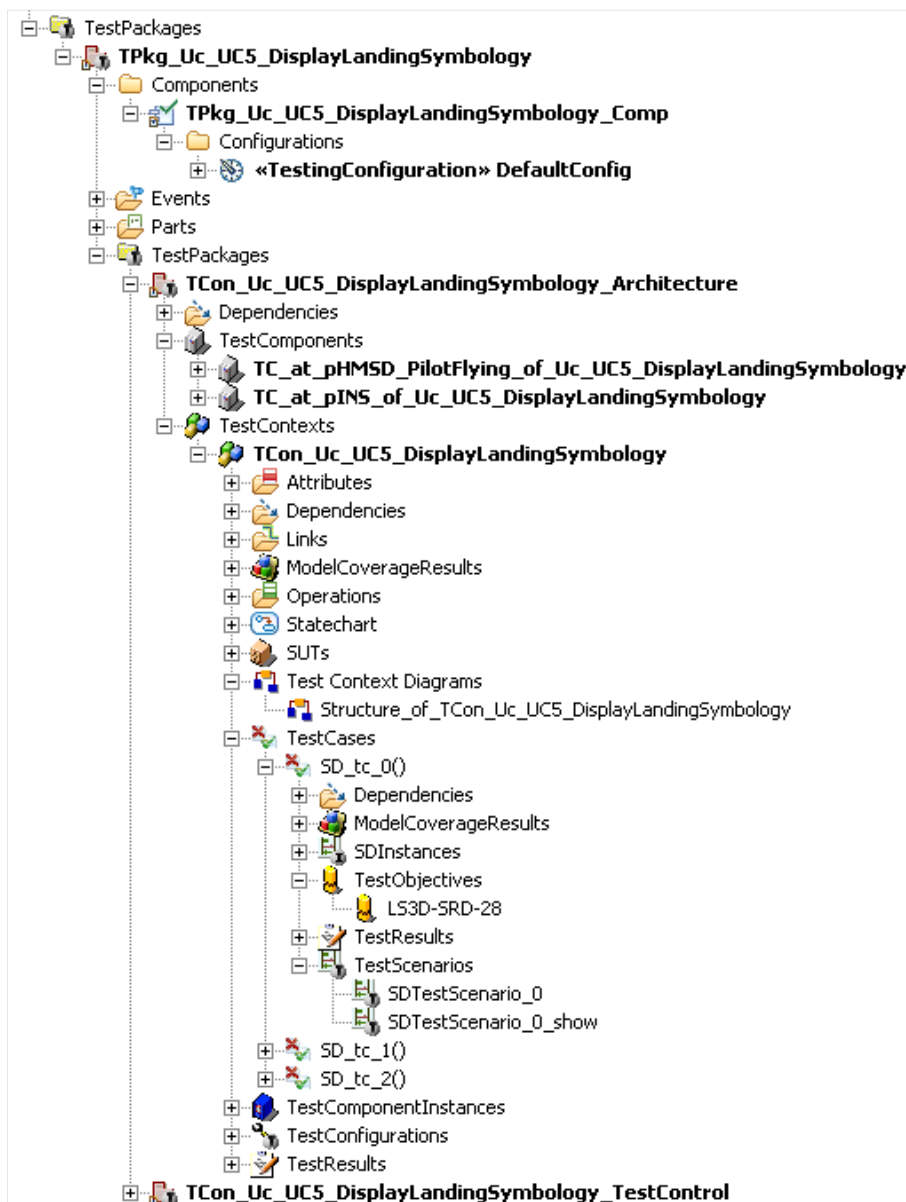 TestPackages
TPkg_Uc_UC5_DisplayLandingSymbology
Components
TPkg_Uc_UC5_DisplayLandingSymbology_Comp
Configurations
«TestingConfiguration» DefaultConfig
Events
Parts
TestPackages
TCon_Uc_UC5_DisplayLandingSymbology_Architecture
Dependencies
TestComponents
TC_at_pHMSD_PilotFlying_of_Uc_UC5_DisplayLandingSymbology
TC_at_pINS_of_Uc_UC5_DisplayLandingSymbology
TestContexts
TCon_Uc_UC5_DisplayLandingSymbology
Attributes
Dependencies
Links
ModelCoverageResults
Operations
Statechart
SUTs
Test Context Diagrams
Structure_of_TCon_Uc_UC5_DisplayLandingSymbology
TestCases
SD_tc_0()
Dependencies
ModelCoverageResults
SDInstances
TestObjectives
LS3D-SRD-28
TestResults
TestScenarios
SDTestScenario_0
SDTestScenario_0_show
SD_tc_1()
SD_tc_2()
TestComponentInstances
TestConfigurations
TestResults
TCon_Uc_UC5_DisplayLandingSymbology_TestControl